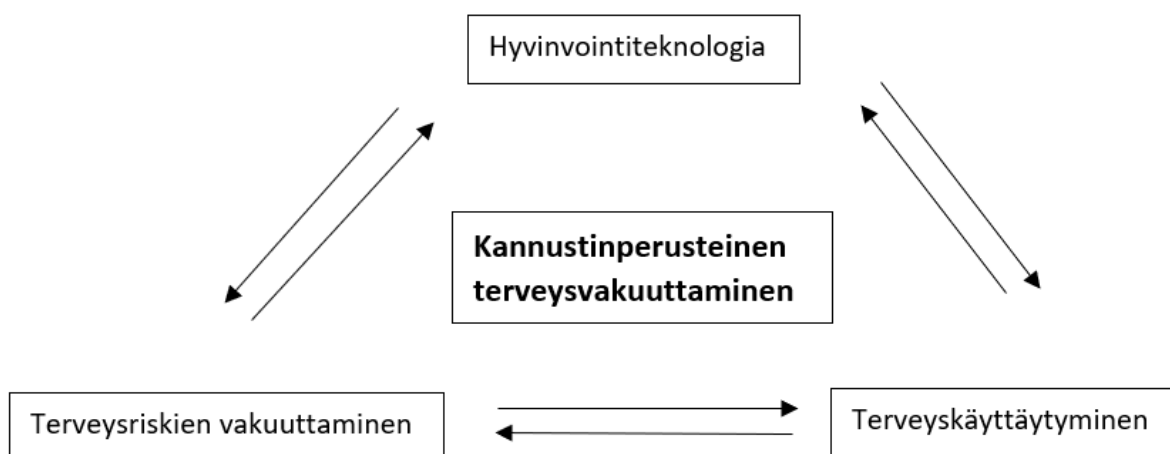 Hyvinvointiteknologia
Kannustinperusteinen
terveysvakuuttaminen
Terveysriskien vakuuttaminen
Terveyskäyttäytyminen